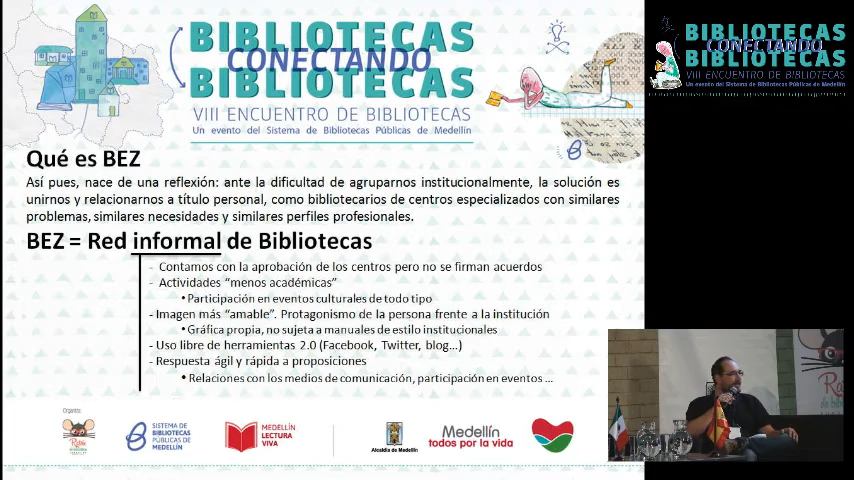 BIBLIOTECAS
CONECTANDO
BIBLIOTECAS
VIII ENCUENTRO DE BIBLIOTECAS
Un evento del Sistema de Bibliotecas Públicas de Medellín
Qué es BEZ
Así pues, nace de una reflexión: ante la dificultad de agruparnos institucionalmente, la solución es
unirnos y relacionarnos a título personal, como bibliotecarios de centros especializados con similares
problemas, similares necesidades y similares perfiles profesionales.
BEZ = Red informal de Bibliotecas
- Contamos con la aprobación de los centros pero no se firman acuerdos
- Actividades “menos académicas”
• Participación en eventos culturales de todo tipo
- Imagen más “amable”. Protagonismo de la persona frente a la institución
• Gráfica propia, no sujeta a manuales de estilo institucionales
- Uso libre de herramientas 2.0 (Facebook, Twitter, blog…)
- Respuesta ágil y rápida a proposiciones
• Relaciones con los medios de comunicación, participación en eventos …
Organiza:
SISTEMA DE
BIBLIOTECAS
PÚBLICAS DE
MEDELLÍN
MEDELLÍN
LECTURA
VIVA
Alcaldía de Medellín
Medellín
todos por la vida
BIBLIOTECAS
CONECTANDO
BIBLIOTECAS
VIII ENCUENTRO DE BIBLIOTECAS
Un evento del Sistema de Bibliotecas Públicas de Medellín